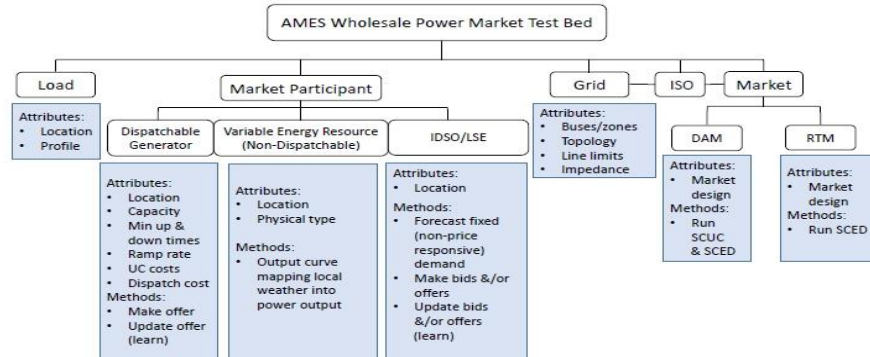 AMES Wholesale Power Market Test Bed
Load
Market Participant
Grid
ISO
Market
Attributes:
• Location
• Profile
Dispatchable
Generator
Variable Energy Resource
(Non-Dispatchable)
IDSO/LSE
Attributes:
• Buses/zones
• Topology
• Line limits
• Impedance
DAM
RTM
Attributes:
• Location
• Capacity
• Min up &
down times
• Ramp rate
• UC costs
• Dispatch cost
Methods:
• Make offer
• Update offer
(learn)
Attributes:
• Location
• Physical type
Methods:
• Output curve
mapping local
weather into
power output
Attributes:
• Location
Methods:
• Forecast fixed
(non-price
responsive)
demand
• Make bids &/or
offers
• Update bids
&/or offers
(learn)
Attributes:
• Market
design
Methods:
• Run
SCUC
& SCED
Attributes:
• Market
design
Methods:
• Run SCED